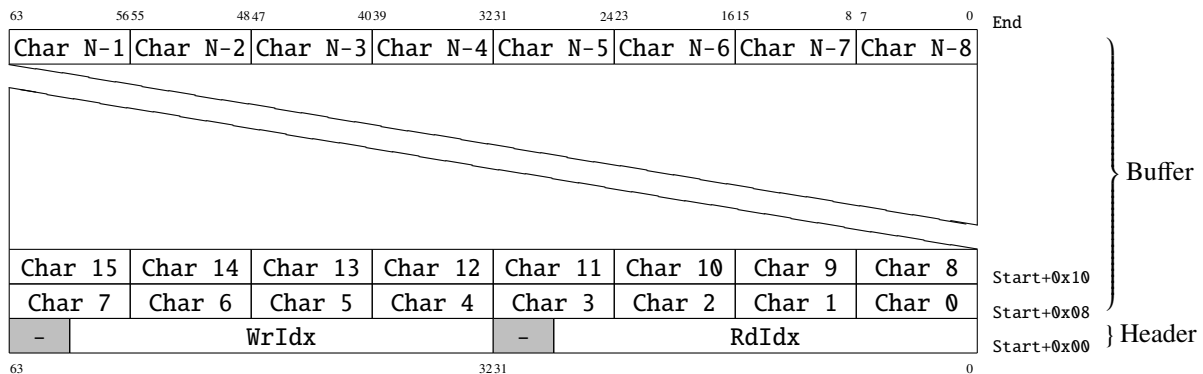 63 56 55 48 47 40 39 32 31 24 23 16 15 8 7 0 End
Char N-1 Char N-2 Char N-3 Char N-4 Char N-5 Char N-6 Char N-7 Char N-8
Buffer
Char 15 Char 14 Char 13 Char 12 Char 11 Char 10 Char 9 Char 8 Start+0x10
Char 7 Char 6 Char 5 Char 4 Char 3 Char 2 Char 1 Char 0 Start+0x08
- WrIdx - RdIdx Start+0x00 } Header
63 32 31 0